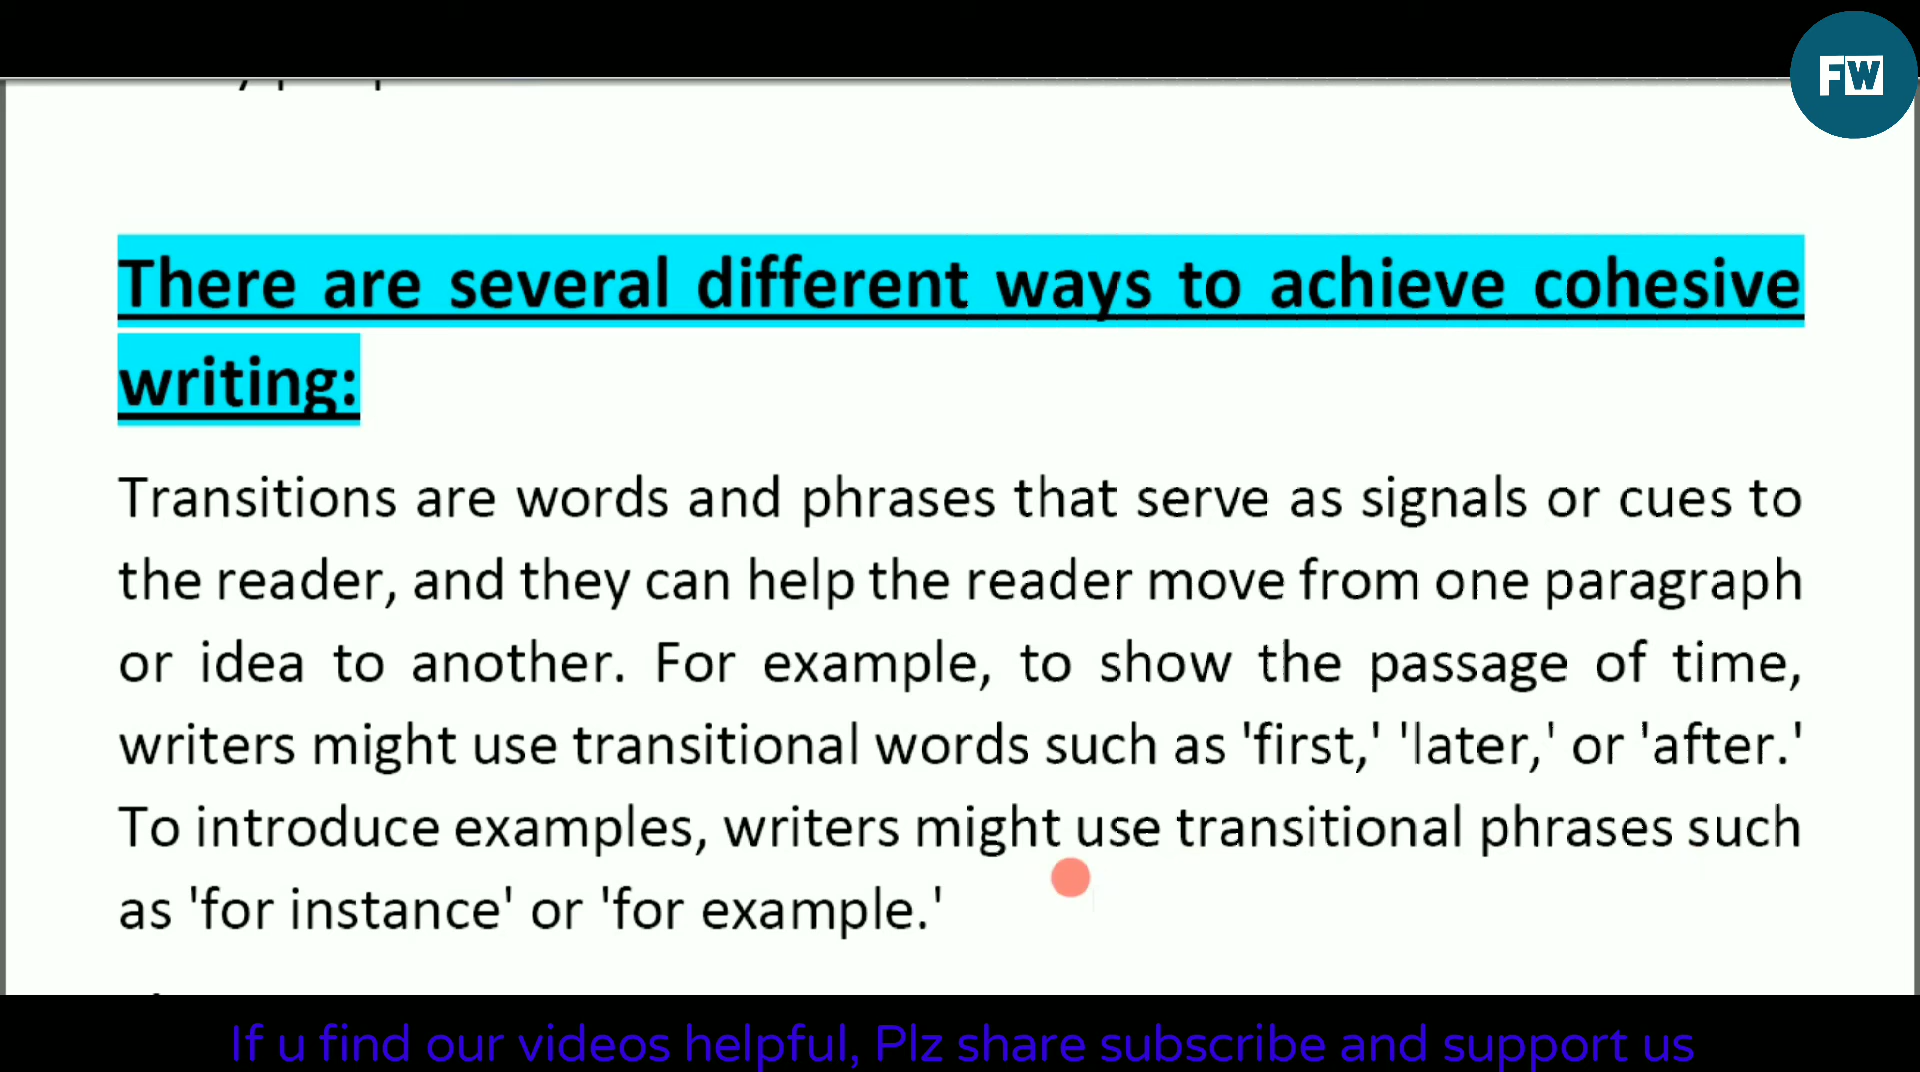 FW
There are several different ways to achieve cohesive
writing:
Transitions are words and phrases that serve as signals or cues to
the reader, and they can help the reader move from one paragraph
or idea to another. For example, to show the passage of time,
writers might use transitional words such as 'first,' 'later,' or 'after.'
To introduce examples, writers might use transitional phrases such
as 'for instance' or 'for example.'
If u find our videos helpful, Plz share subscribe and support us